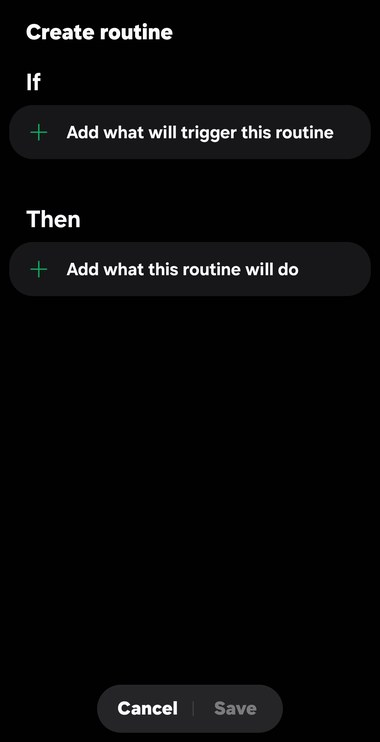 Create routine
If
Add what will trigger this routine
Then
Add what this routine will do
Cancel
Save